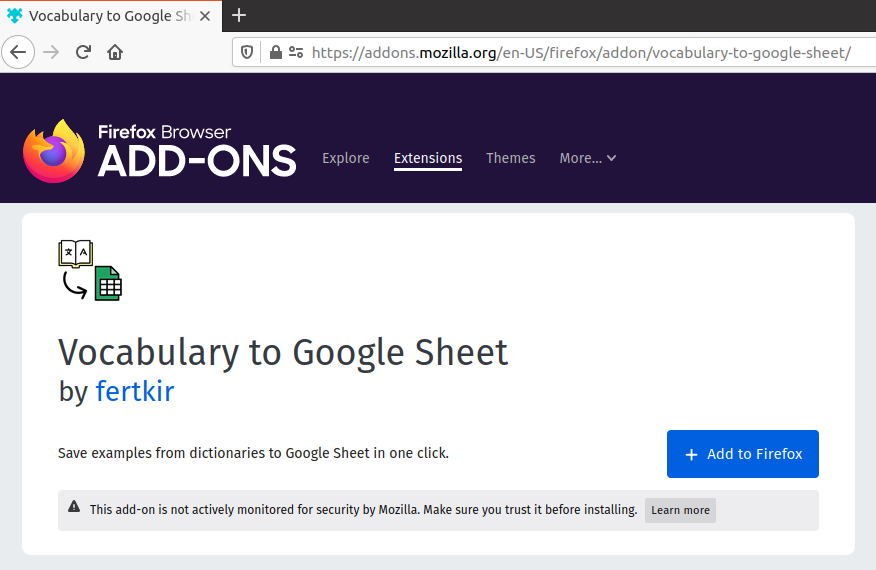 Vocabulary to Google Sh
https://addons.mozilla.org/en-US/firefox/addon/vocabulary-to-google-sheet/
Firefox Browser
ADD-ONS
Explore Extensions Themes More...
文 A
Vocabulary to Google Sheet
by fertkir
Save examples from dictionaries to Google Sheet in one click.
+ Add to Firefox
This add-on is not actively monitored for security by Mozilla. Make sure you trust it before installing. Learn more